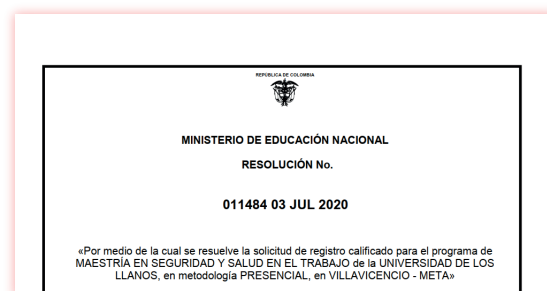 REPÚBLICA DE COLOMBIA
MINISTERIO DE EDUCACIÓN NACIONAL
RESOLUCIÓN No.
011484 03 JUL 2020
«Por medio de la cual se resuelve la solicitud de registro calificado para el programa de
MAESTRÍA EN SEGURIDAD Y SALUD EN EL TRABAJO de la UNIVERSIDAD DE LOS
LLANOS, en metodología PRESENCIAL, en VILLAVICENCIO - META»